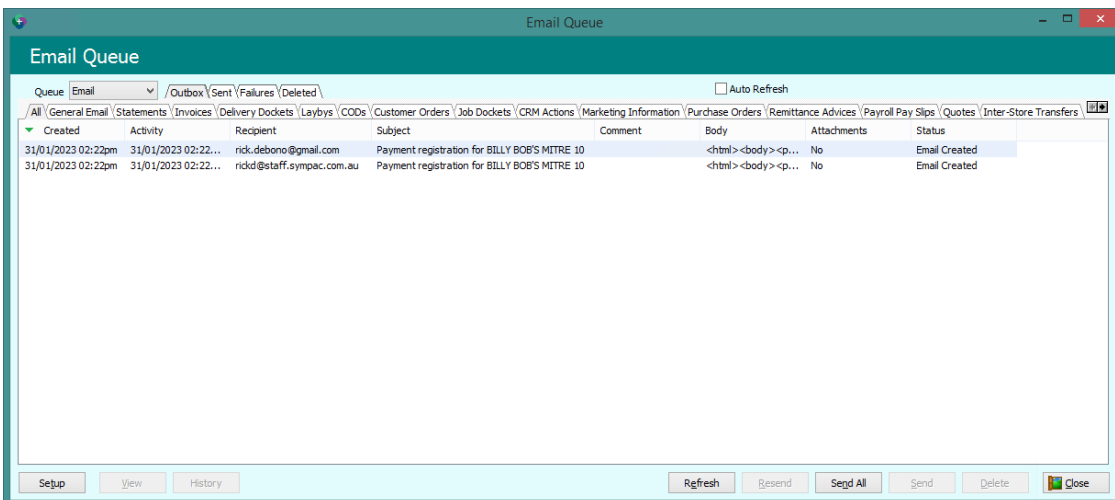 Email Queue
Email Queue
Queue Email Outbox Sent Failures Deleted Auto Refresh
All General Email Statements Invoices Delivery Dockets Laybys CODs Customer Orders Job Dockets CRM Actions Marketing Information Purchase Orders Remittance Advices Payroll Pay Slips Quotes Inter-Store Transfers
Created Activity Recipient Subject Comment Body Attachments Status
31/01/2023 02:22pm 31/01/2023 02:22... rick.debono@gmail.com Payment registration for BILLY BOB'S MITRE 10 <html><body><p... No Email Created
31/01/2023 02:22pm 31/01/2023 02:22... rickd@staff.sympac.com.au Payment registration for BILLY BOB'S MITRE 10 <html><body><p... No Email Created
Setup View History Refresh Resend Send All Send Delete Close